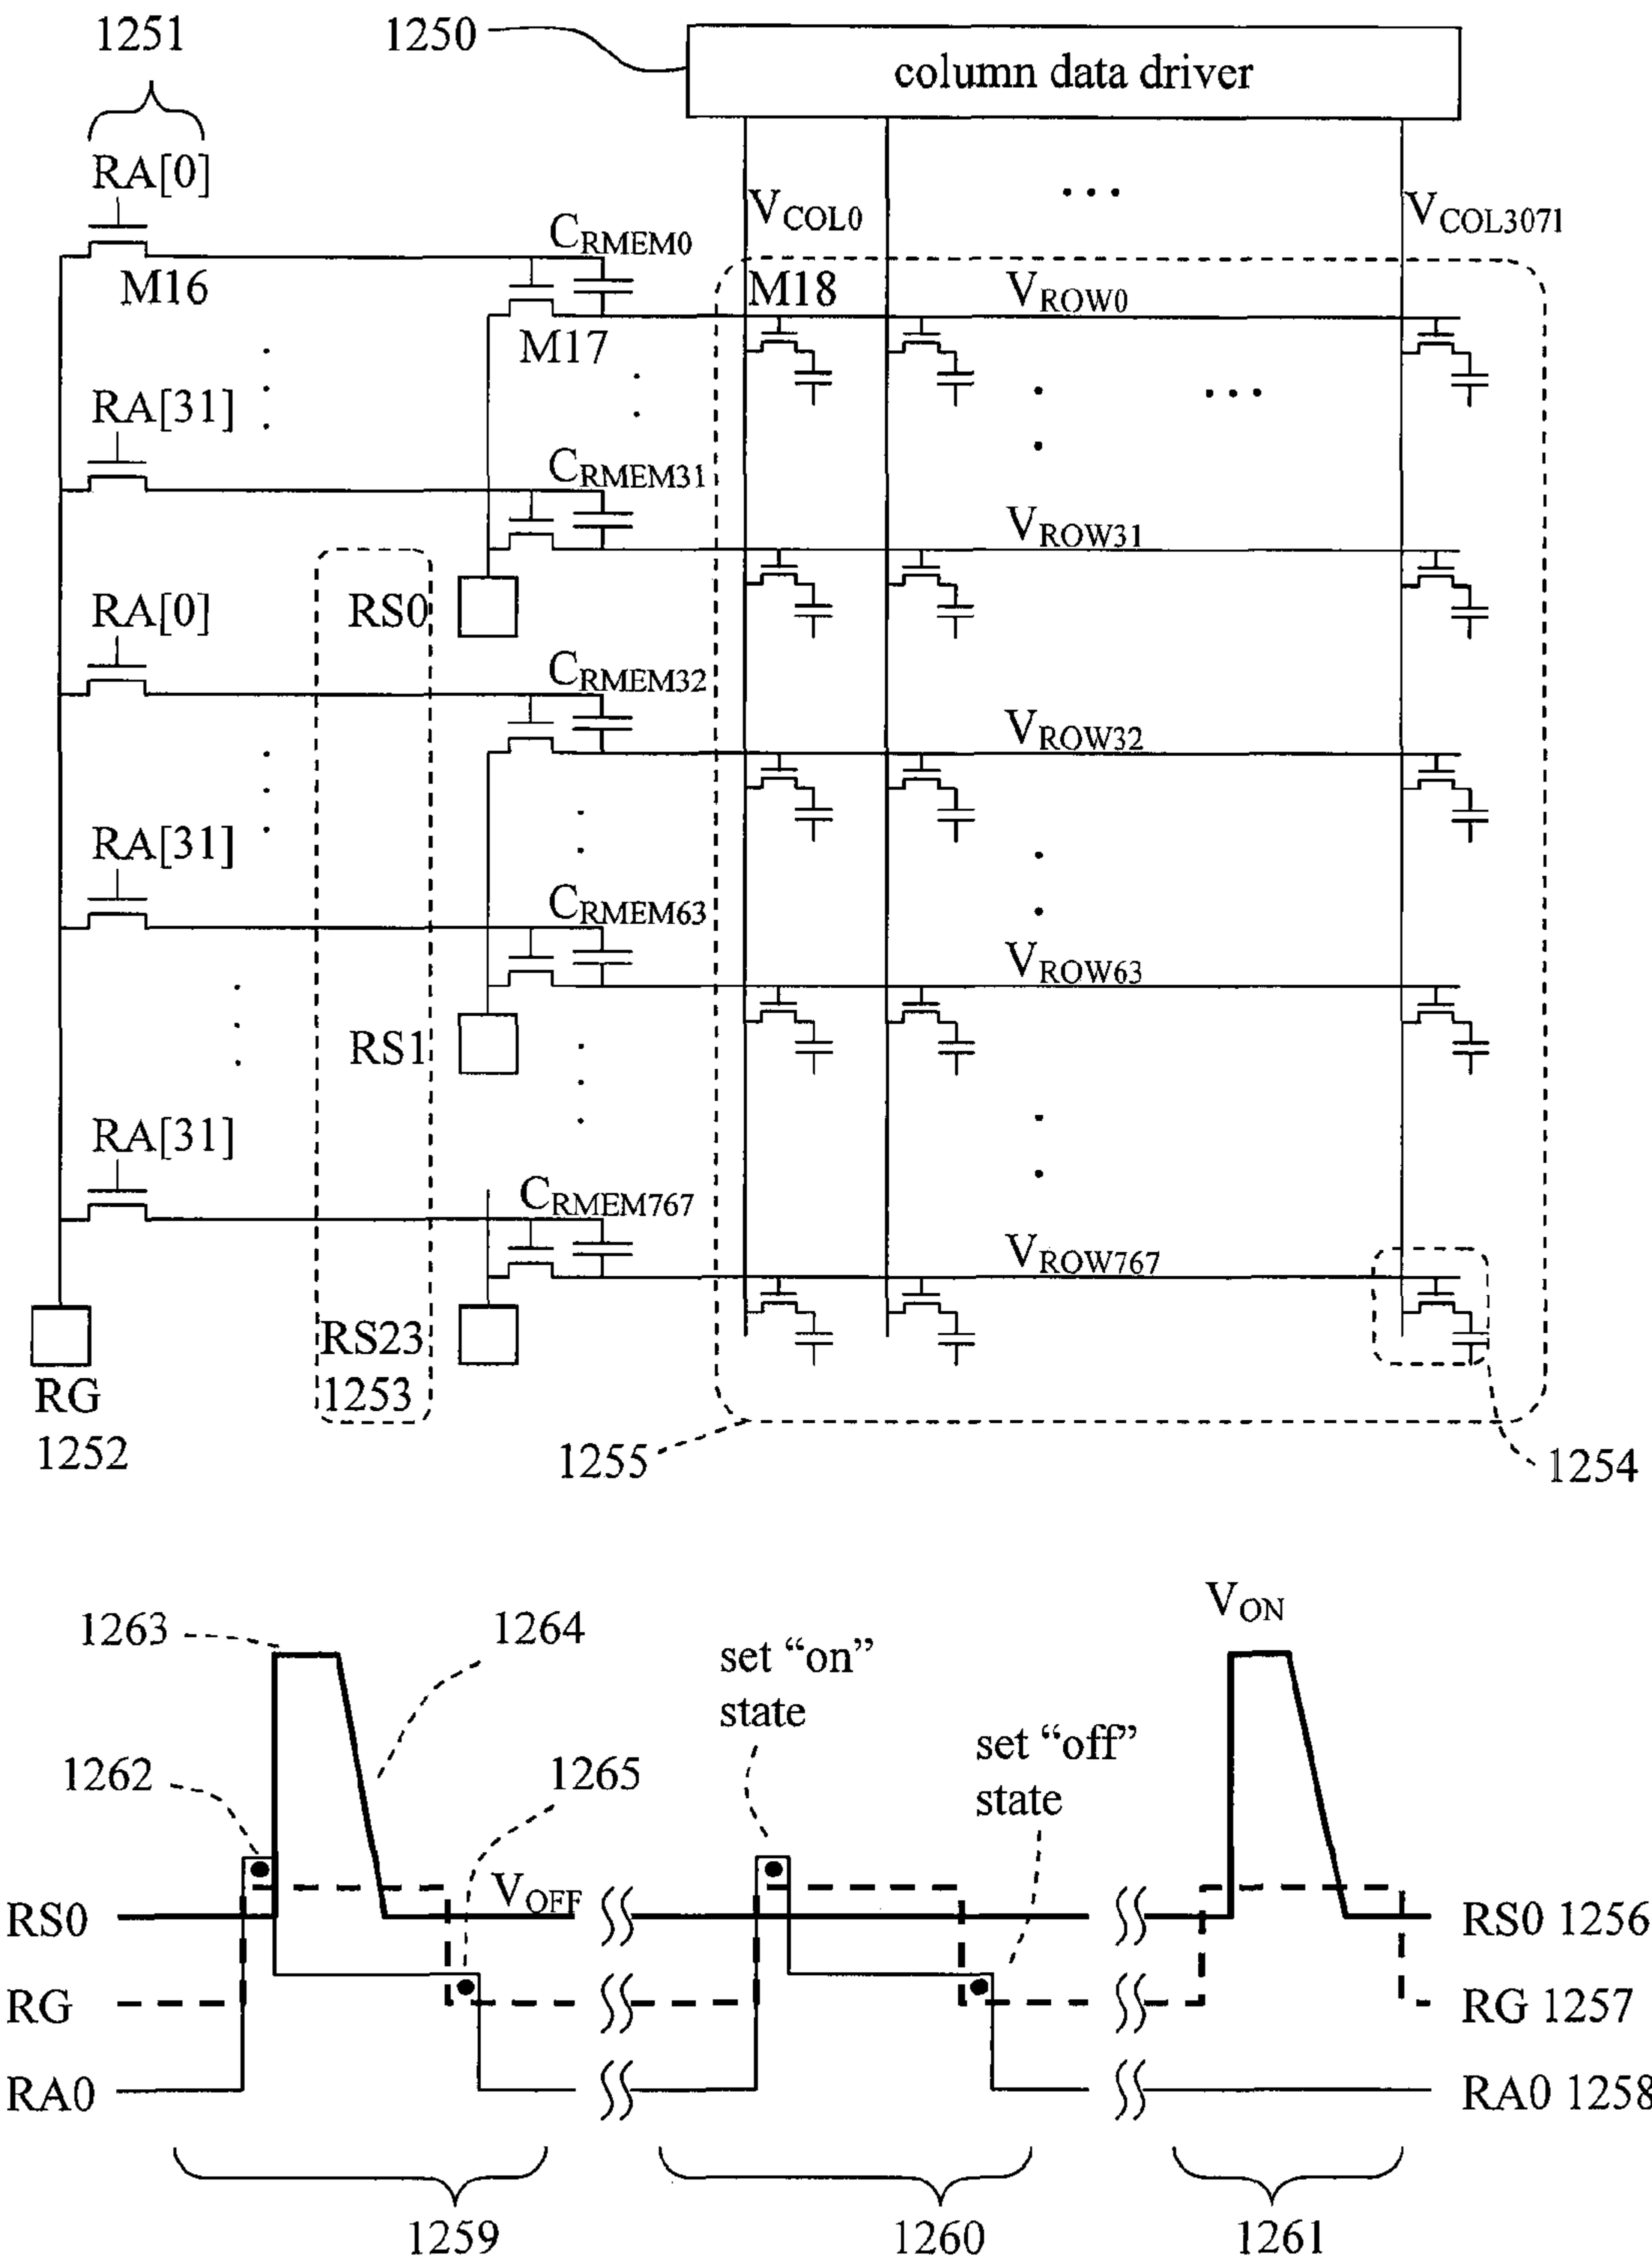 1251
1250
column data driver
RA[0]
VCOL0
...
VCOL3071
CRMEM0
M16
M18
VROW0
M17
RA[31]
...
CRMEM31
VROW31
RA[0]
RS0
CRMEM32
VROW32
RA[31]
CRMEM63
VROW63
RS1
RA[31]
CRMEM767
VROW767
RS23
RG
1253
1252
1255
1254
VON
1263
1264
set “on”
state
set “off”
state
1262
1265
VOFF
RS0
RS0 1256
RG
RG 1257
RA0
RA0 1258
1259
1260
1261